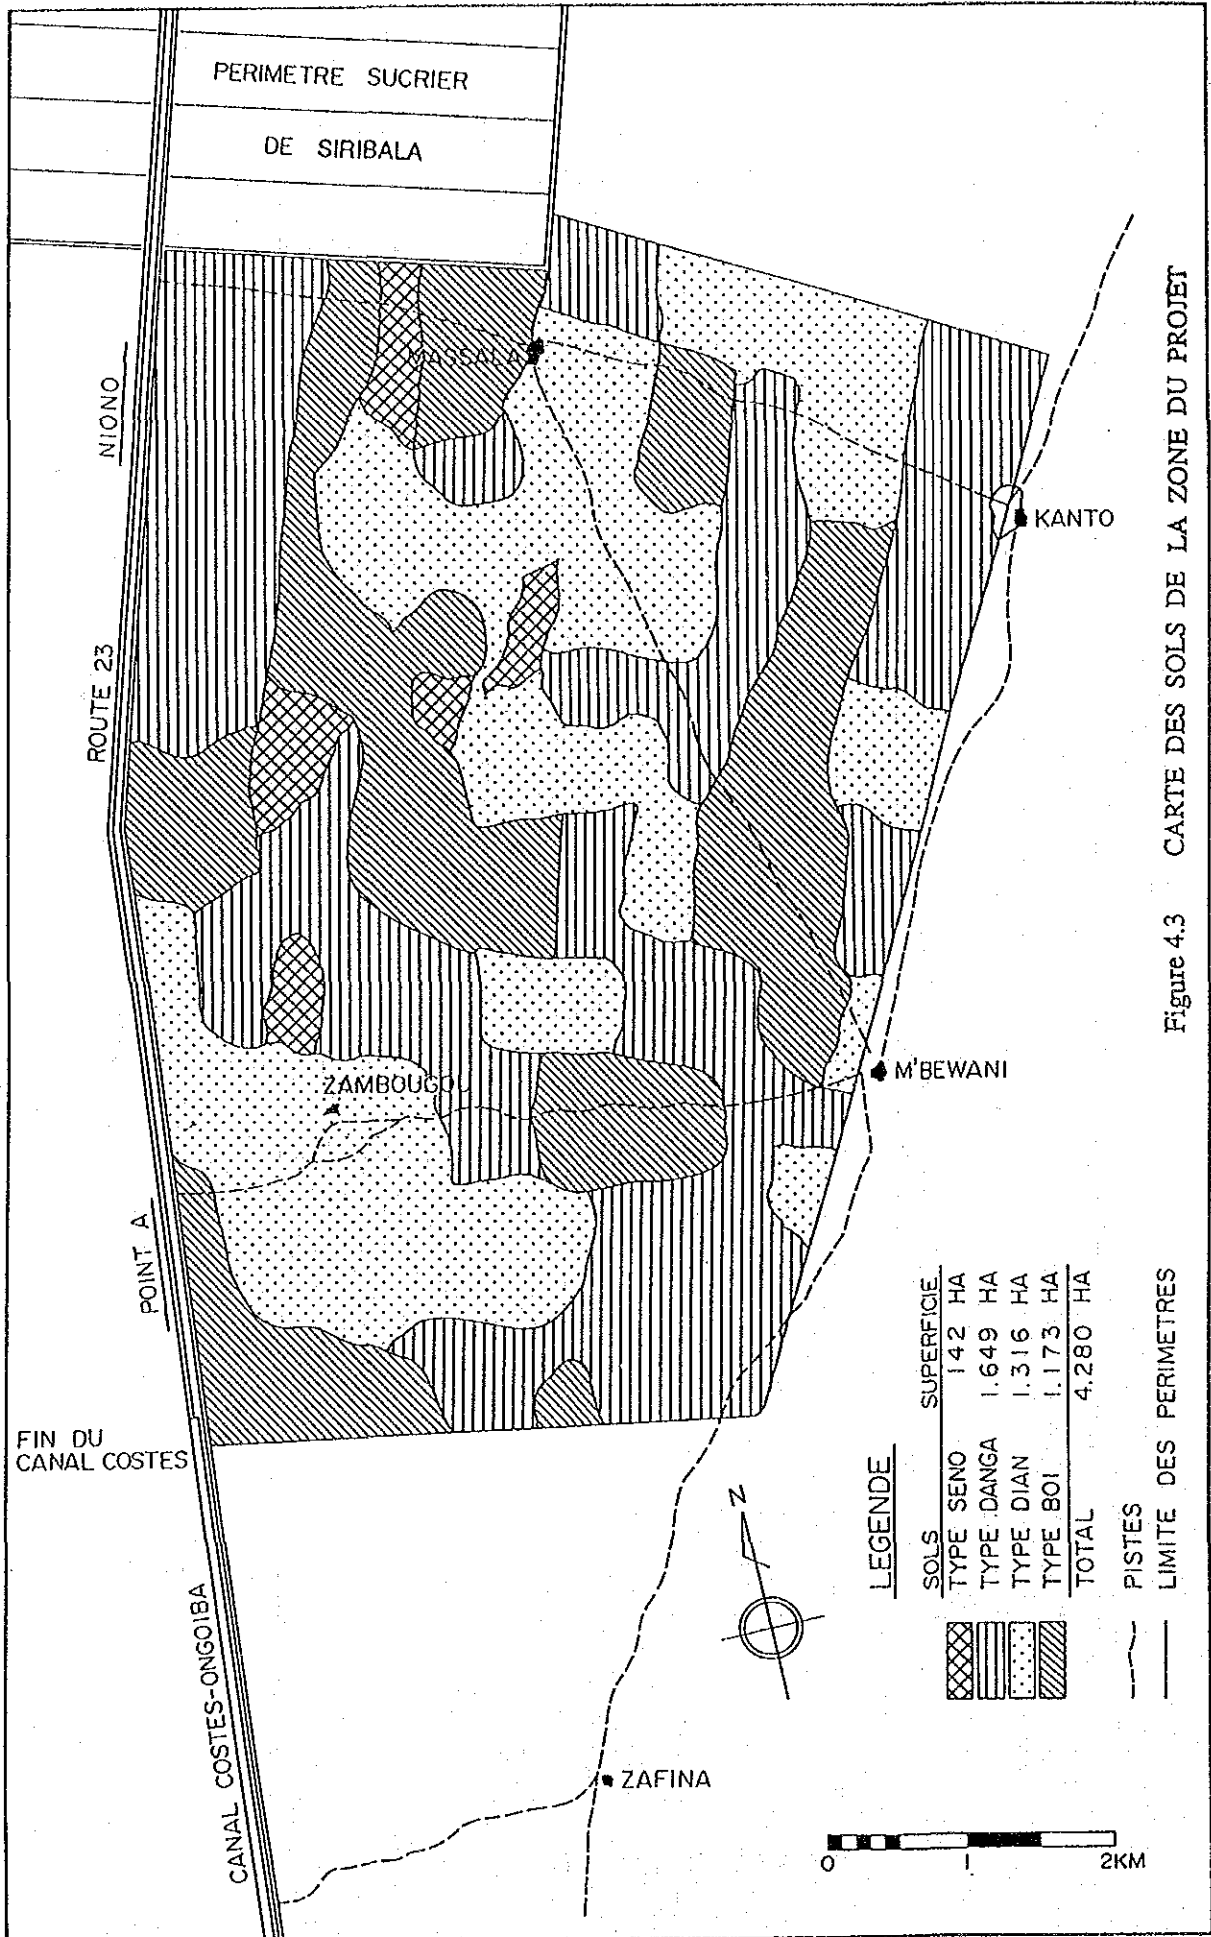 PERIMETRE SUCRIER
DE SIRIBALA
NIONO
ROUTE 23
MASSALA
KANTO
ZAMBOUGOU
M'BEWANI
POINT A
FIN DU
CANAL COSTES
CANAL COSTES-ONGOIBA
ZAFINA
N
LEGENDE
SOLS SUPERFICIE
TYPE SENO 142 HA
TYPE DANGA 1.649 HA
TYPE DIAN 1.316 HA
TYPE BOI 1.173 HA
TOTAL 4.280 HA
PISTES
LIMITE DES PERIMETRES
0 1 2KM
Figure 4.3 CARTE DES SOLS DE LA ZONE DU PROJET